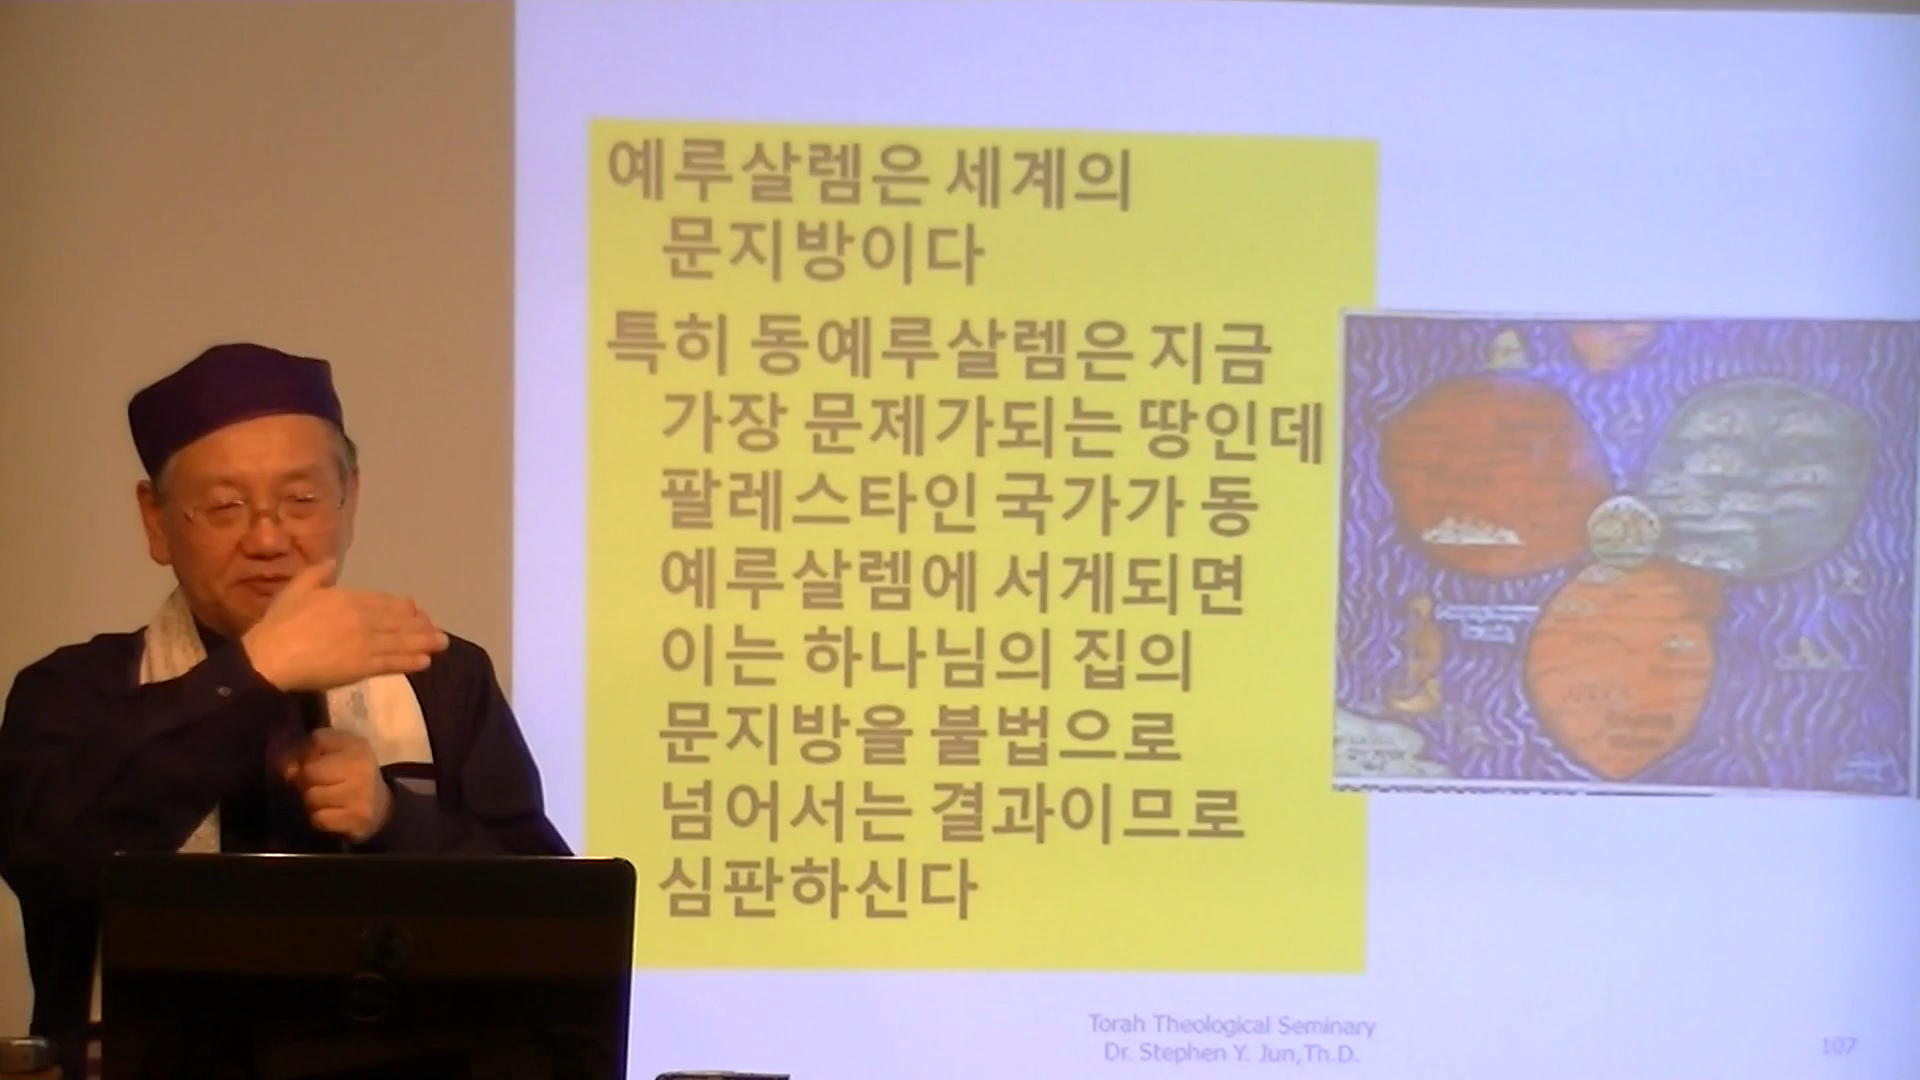 예루살렘은 세계의
문지방이다
특히 동예루살렘은 지금
가장 문제가되는 땅인데
팔레스타인 국가가 동
예루살렘에 서게되면
이는 하나님의 집의
문지방을 불법으로
넘어서는 결과이므로
심판하신다
Torah Theological Seminary
Dr. Stephen Y. Jun,Th.D.
107